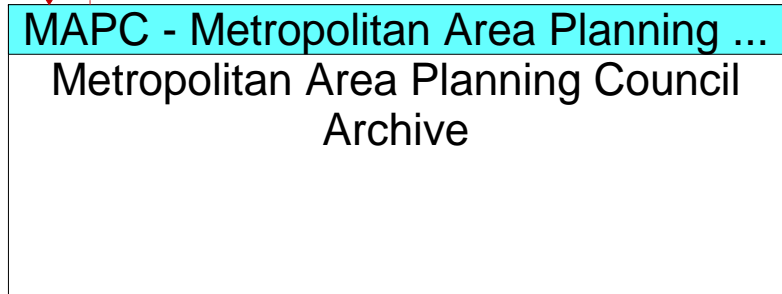 MAPC - Metropolitan Area Planning ...
Metropolitan Area Planning Council
Archive